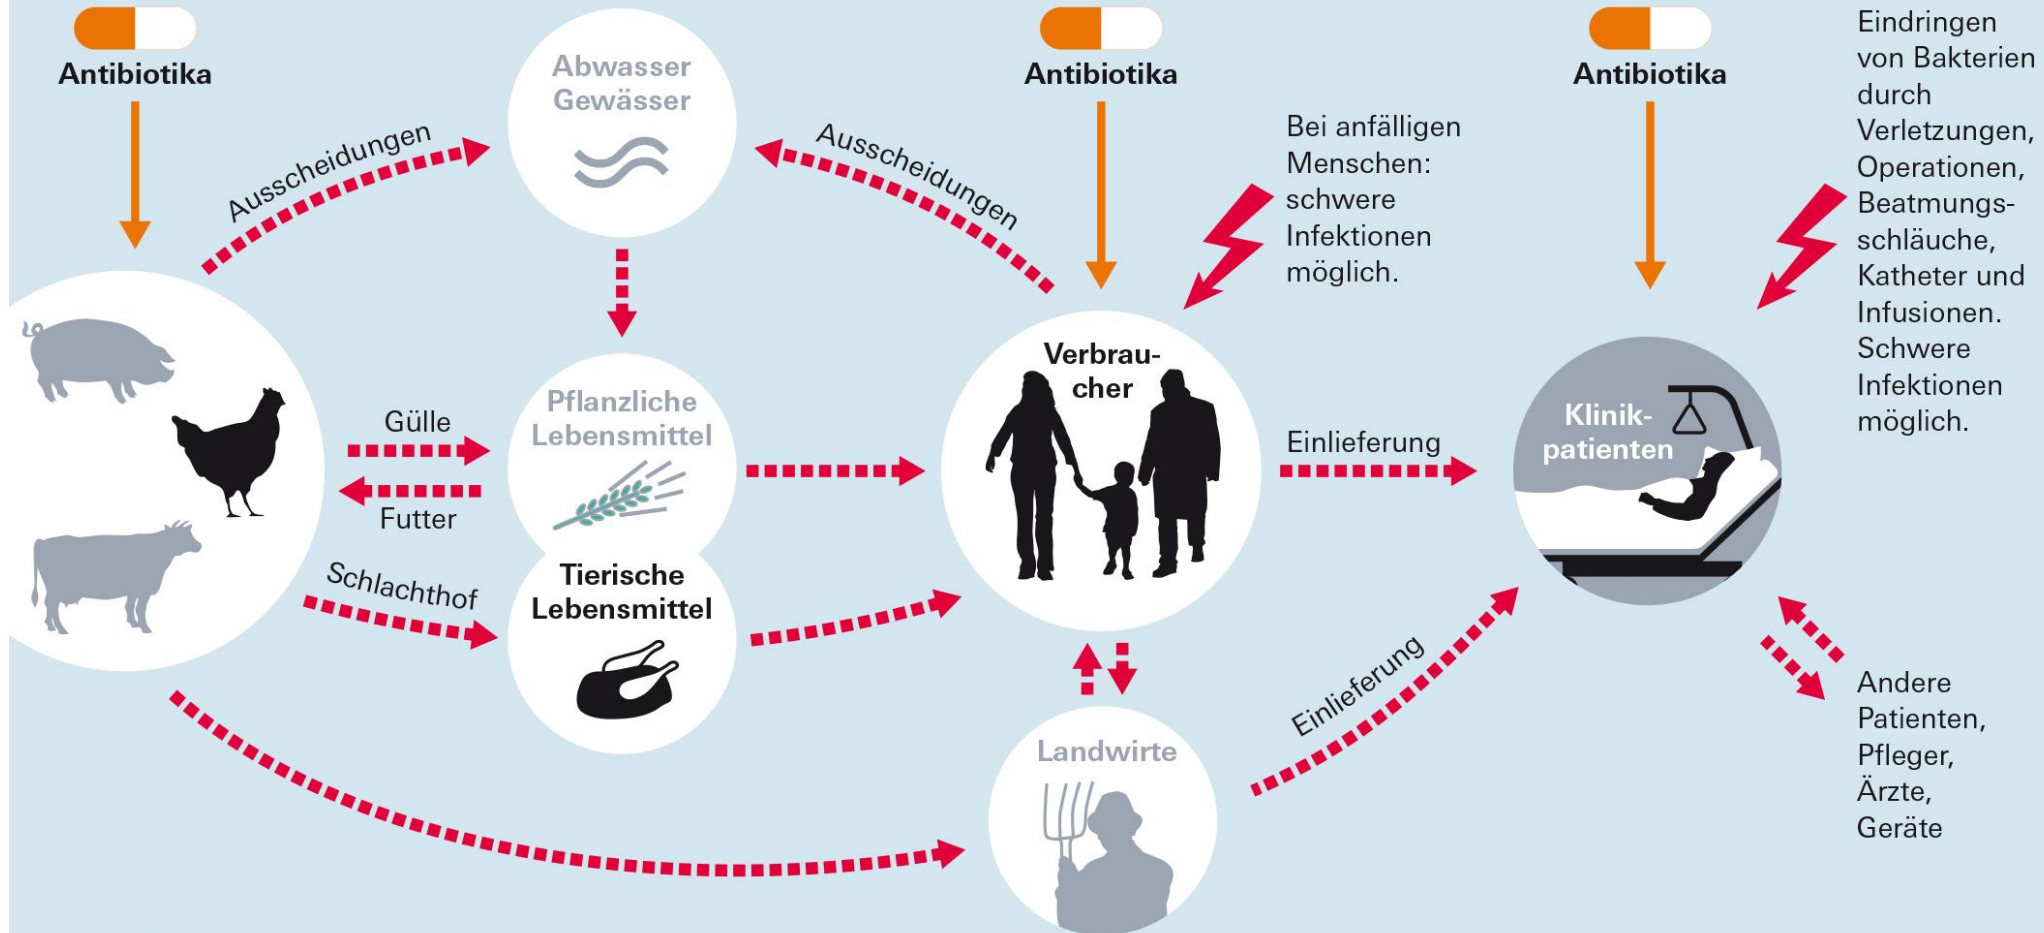 Antibiotika
Ausscheidungen
Abwasser
Gewässer
Ausscheidungen
Antibiotika
Bei anfälligen
Menschen:
schwere
Infektionen
möglich.
Antibiotika
Eindringen
von Bakterien
durch
Verletzungen,
Operationen,
Beatmungs-
schläuche,
Katheter und
Infusionen.
Schwere
Infektionen
möglich.
Gülle
Futter
Schlachthof
Pflanzliche
Lebensmittel
Tierische
Lebensmittel
Verbrau-
cher
Einlieferung
Klinik-
patienten
Landwirte
Einlieferung
Andere
Patienten,
Pfleger,
Ärzte,
Geräte